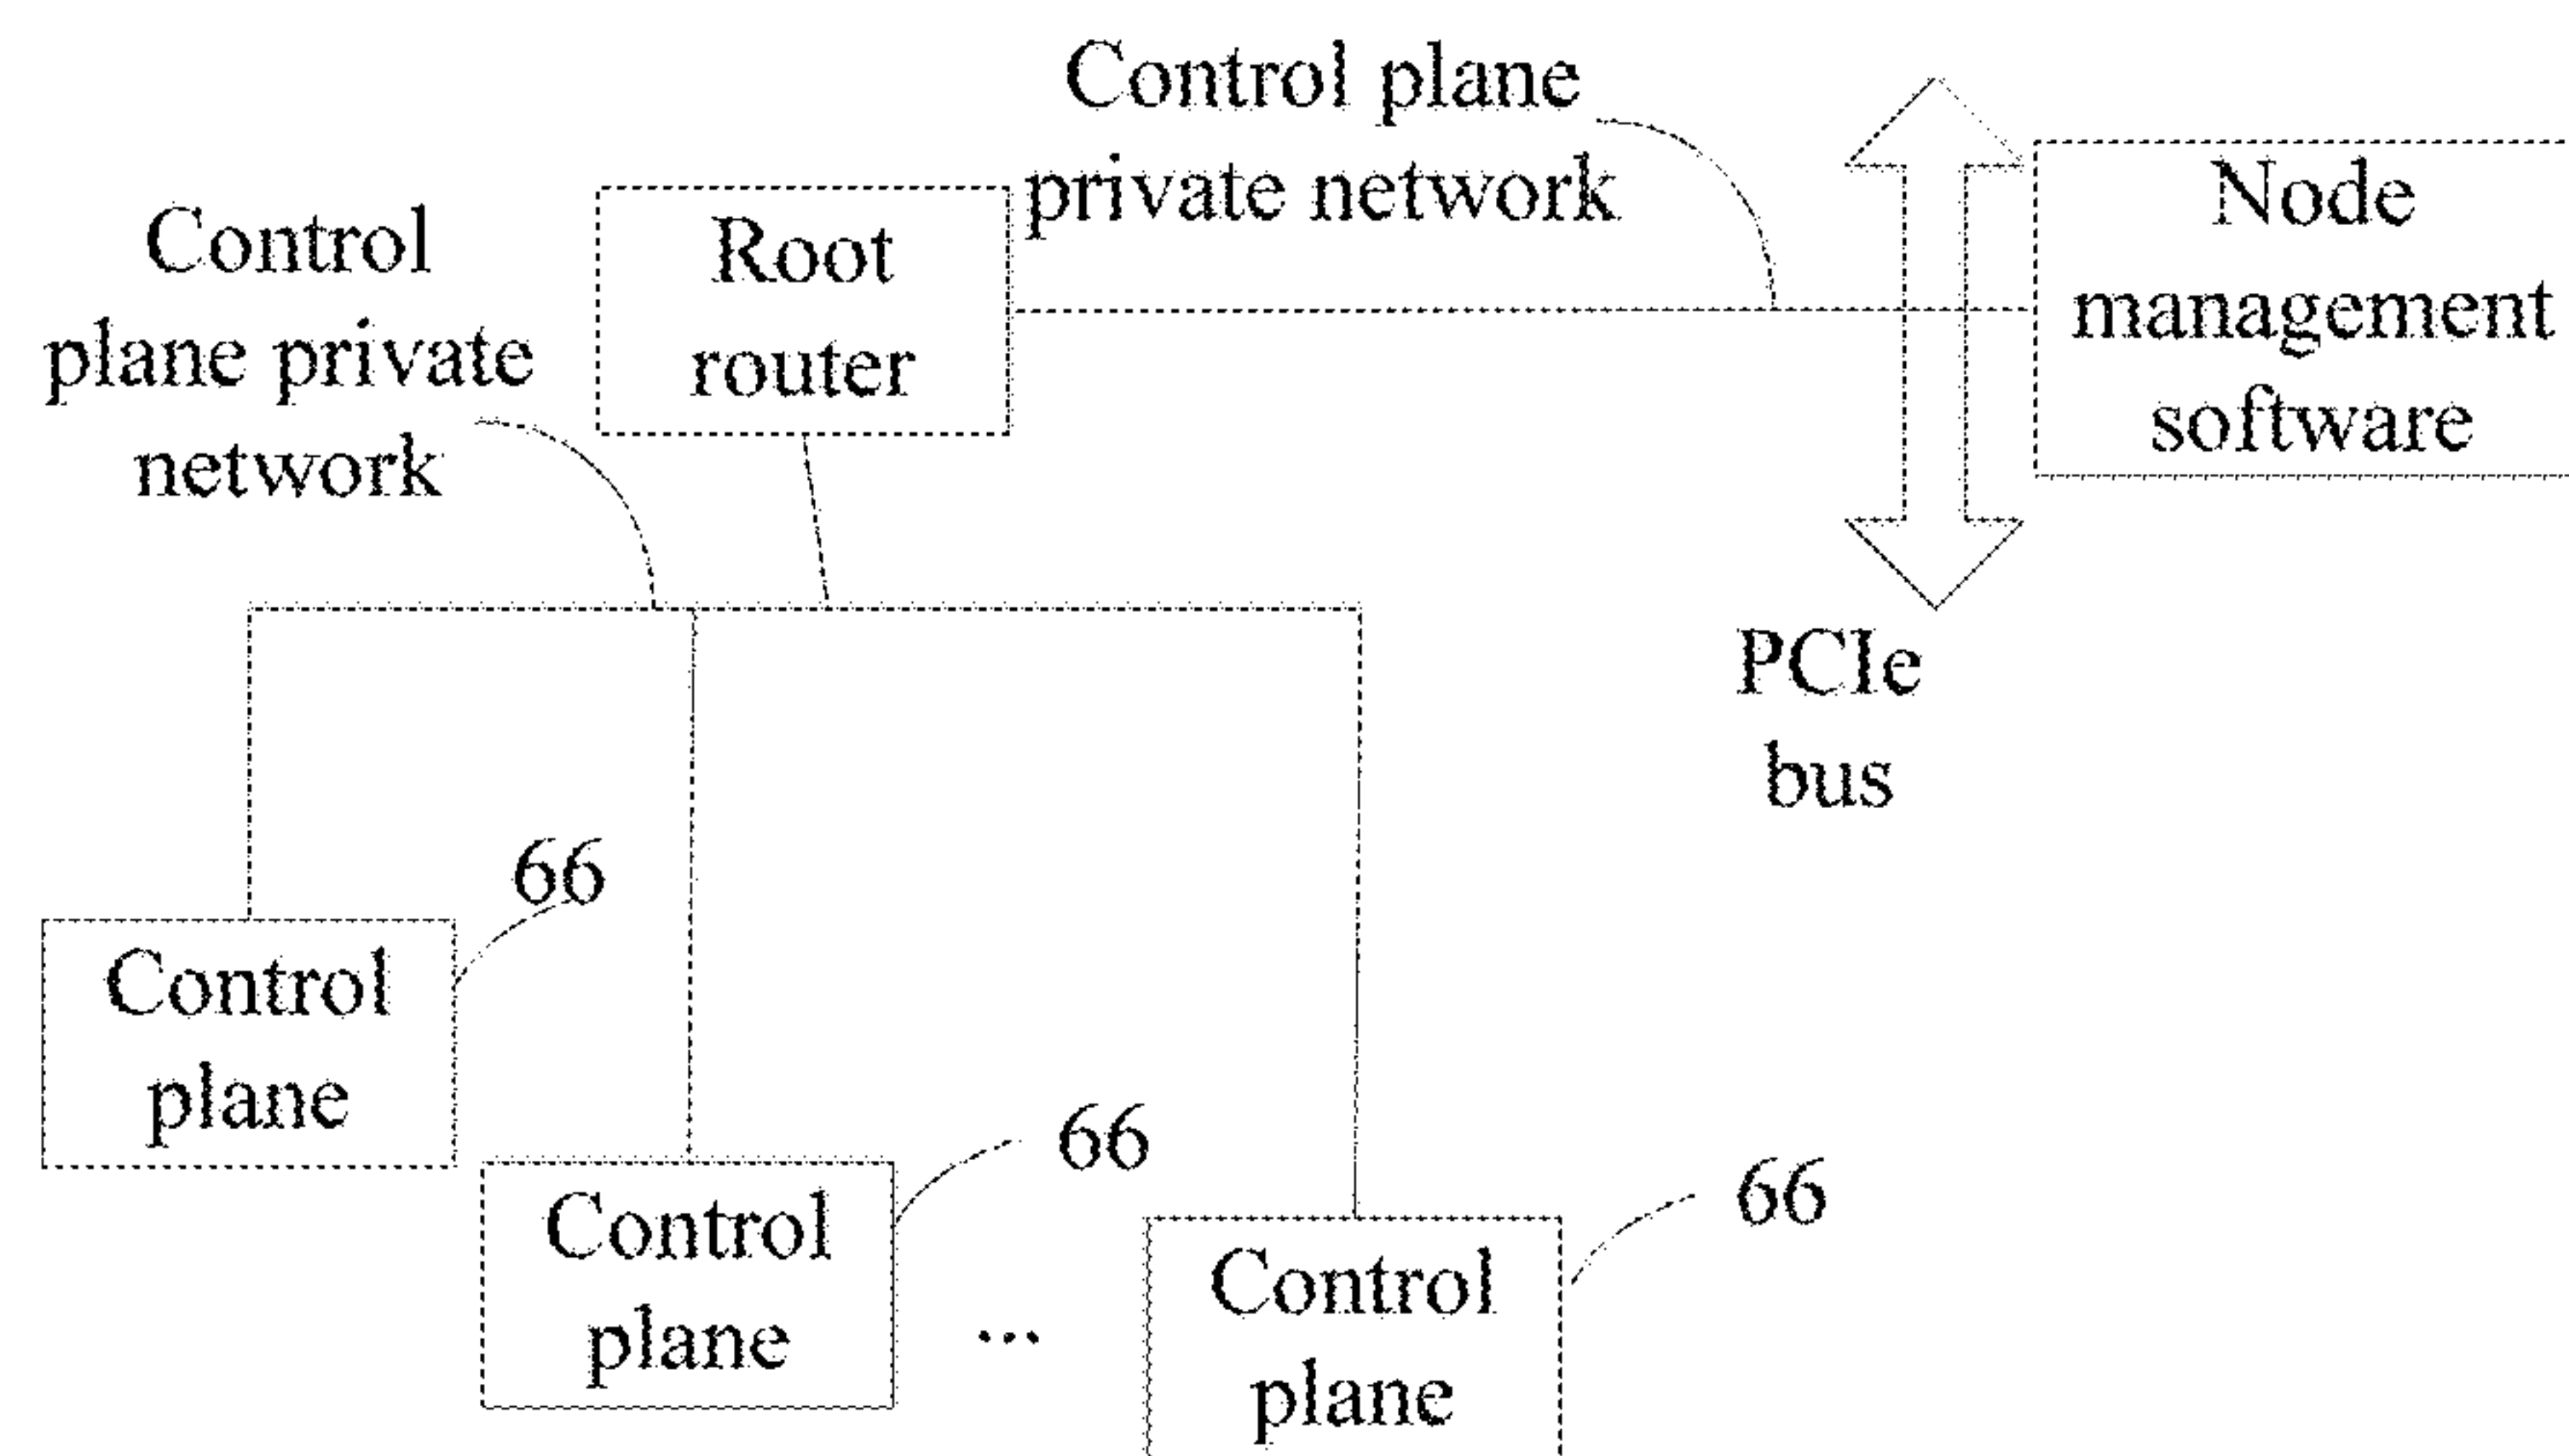 Control plane
private network
Node
management
software
Root
router
Control
plane private
network
PCIe
bus
66
Control
plane
66
Control
plane
...
66
Control
plane